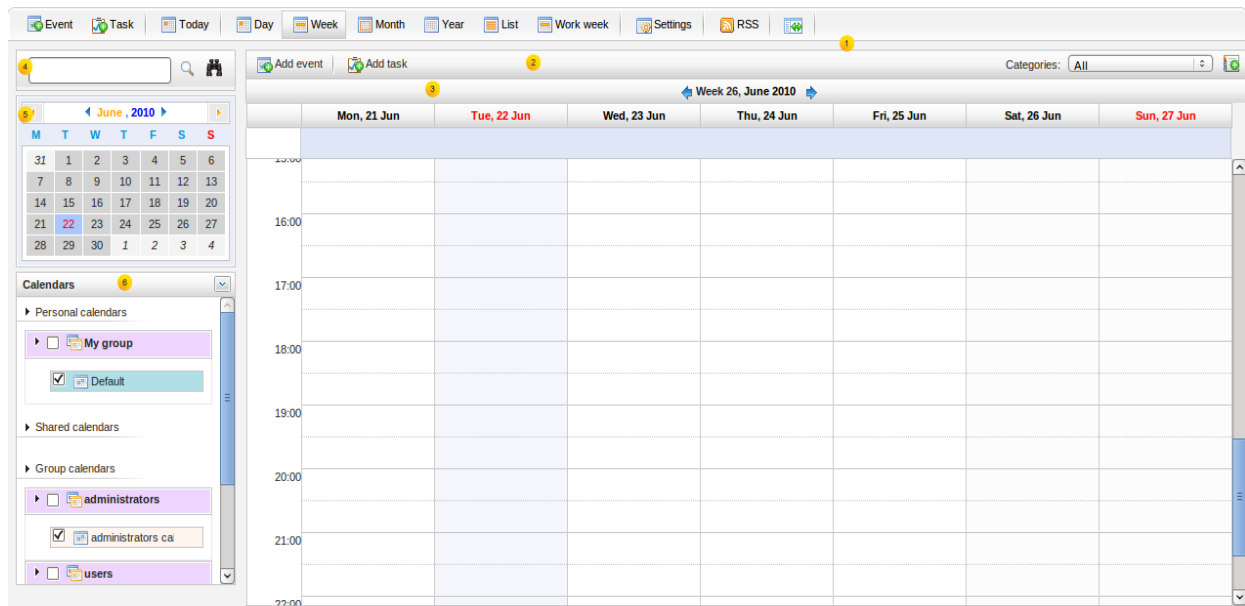 Event Task Today Day Week Month Year List Work week Settings RSS
1
4
Add event Add task 2 Categories: All
3 Week 26, June 2010
5 June , 2010
M T W T F S S
31 1 2 3 4 5 6
7 8 9 10 11 12 13
14 15 16 17 18 19 20
21 22 23 24 25 26 27
28 29 30 1 2 3 4
Calendars 6
Personal calendars
My group
Default
Shared calendars
Group calendars
administrators
administrators cal
users
Mon, 21 Jun Tue, 22 Jun Wed, 23 Jun Thu, 24 Jun Fri, 25 Jun Sat, 26 Jun Sun, 27 Jun
15:00
16:00
17:00
18:00
19:00
20:00
21:00
22:00